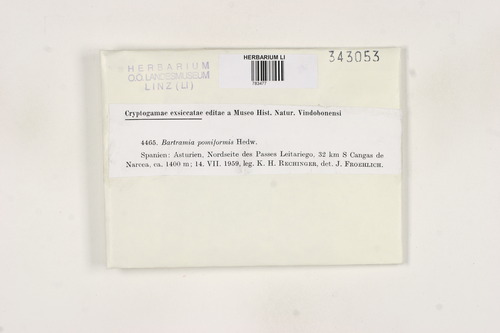 HERBARIUM
O.Ö. LANDESMUSEUM
LINZ (LI)
HERBARIUM LI
783477
343053
Cryptogamae exsiccatae editae a Museo Hist. Natur. Vindobonensi
4465. Bartramia pomiformis Hedw.
Spanien: Asturien, Nordseite des Passes Leitariego, 32 km S Cangas de
Narcea, ca. 1400 m; 14. VII. 1959, leg. K. H. RECHINGER, det. J. FROEHLICH.